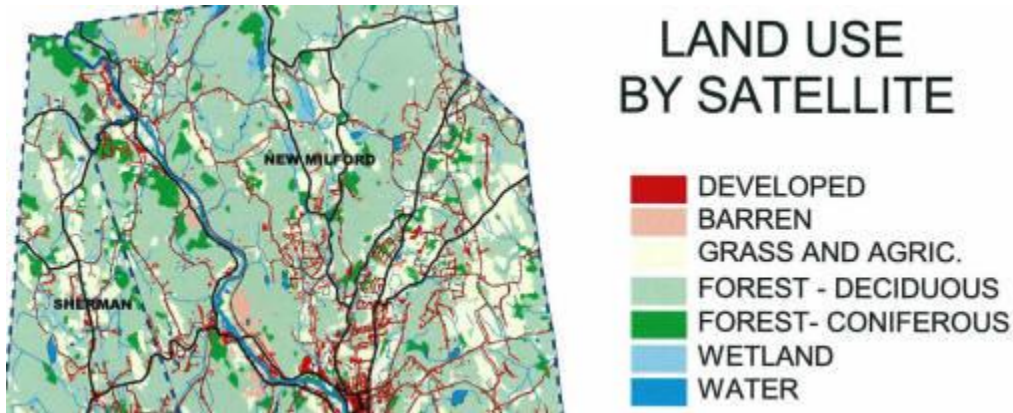 LAND USE
BY SATELLITE
NEW MILFORD
SHERMAN
DEVELOPED
BARREN
GRASS AND AGRIC.
FOREST - DECIDUOUS
FOREST- CONIFEROUS
WETLAND
WATER